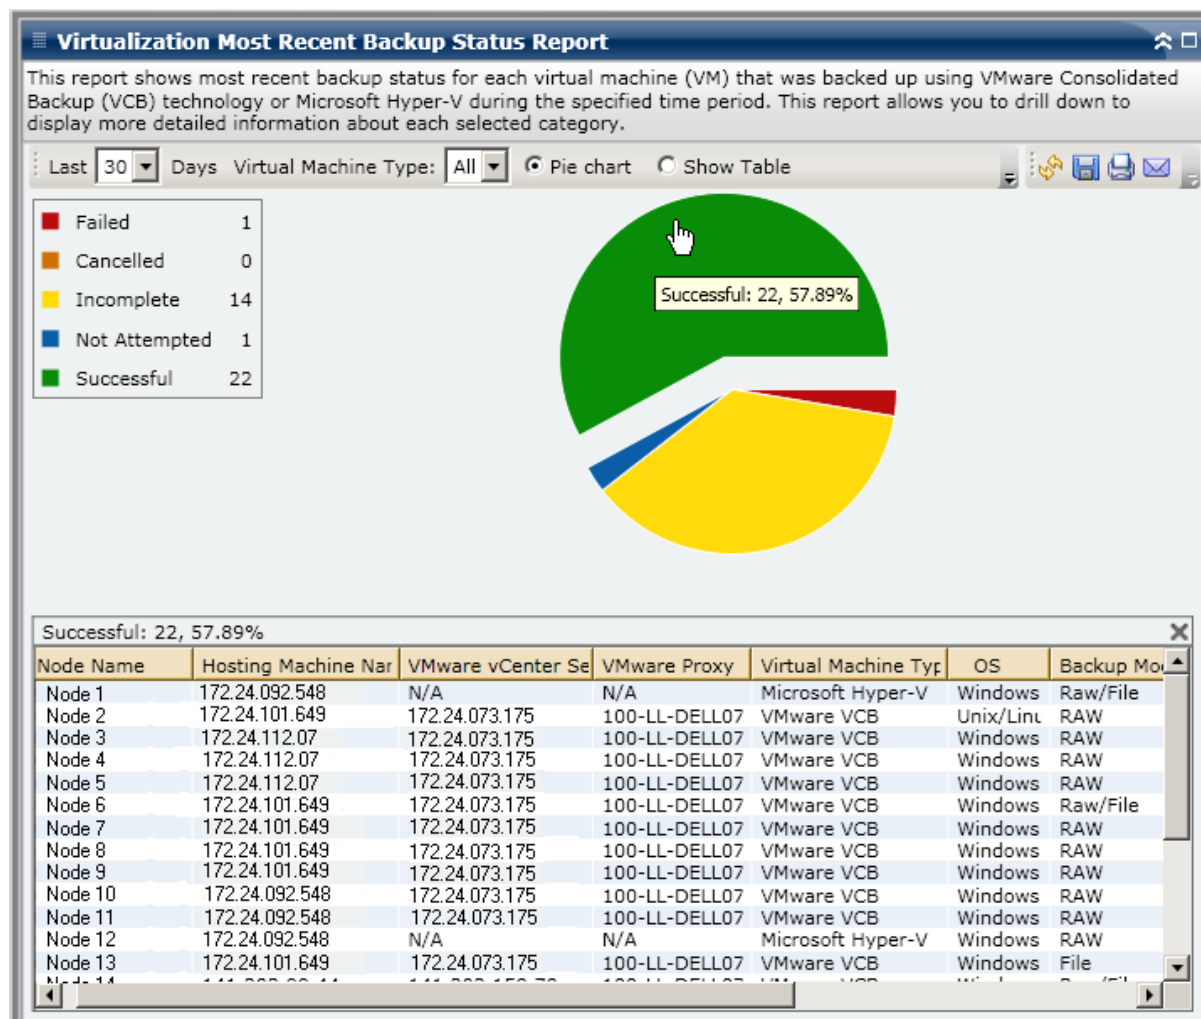 Virtualization Most Recent Backup Status Report
This report shows most recent backup status for each virtual machine (VM) that was backed up using VMware Consolidated
Backup (VCB) technology or Microsoft Hyper-V during the specified time period. This report allows you to drill down to
display more detailed information about each selected category.
Last 30 Days Virtual Machine Type: All Pie chart Show Table
Failed 1
Cancelled 0
Incomplete 14
Not Attempted 1
Successful 22
Successful: 22, 57.89%
Successful: 22, 57.89%
Node Name Hosting Machine Nar VMware vCenter Se VMware Proxy Virtual Machine Typ OS Backup Mo
Node 1 172.24.092.548 N/A N/A Microsoft Hyper-V Windows Raw/File
Node 2 172.24.101.649 172.24.073.175 100-LL-DELL07 VMware VCB Unix/Linu RAW
Node 3 172.24.112.07 172.24.073.175 100-LL-DELL07 VMware VCB Windows RAW
Node 4 172.24.112.07 172.24.073.175 100-LL-DELL07 VMware VCB Windows RAW
Node 5 172.24.112.07 172.24.073.175 100-LL-DELL07 VMware VCB Windows RAW
Node 6 172.24.101.649 172.24.073.175 100-LL-DELL07 VMware VCB Windows Raw/File
Node 7 172.24.101.649 172.24.073.175 100-LL-DELL07 VMware VCB Windows RAW
Node 8 172.24.101.649 172.24.073.175 100-LL-DELL07 VMware VCB Windows RAW
Node 9 172.24.101.649 172.24.073.175 100-LL-DELL07 VMware VCB Windows RAW
Node 10 172.24.092.548 172.24.073.175 100-LL-DELL07 VMware VCB Windows RAW
Node 11 172.24.092.548 172.24.073.175 100-LL-DELL07 VMware VCB Windows RAW
Node 12 172.24.092.548 N/A N/A Microsoft Hyper-V Windows RAW
Node 13 172.24.101.649 172.24.073.175 100-LL-DELL07 VMware VCB Windows File